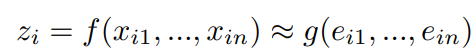 z_i = f(x_{i1}, ..., x_{in}) ≈ g(e_{i1}, ..., e_{in})